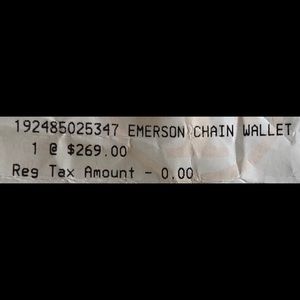 192485025347 EMERSON CHAIN WALLET
1 @ $269.00
Reg Tax Amount - 0.00